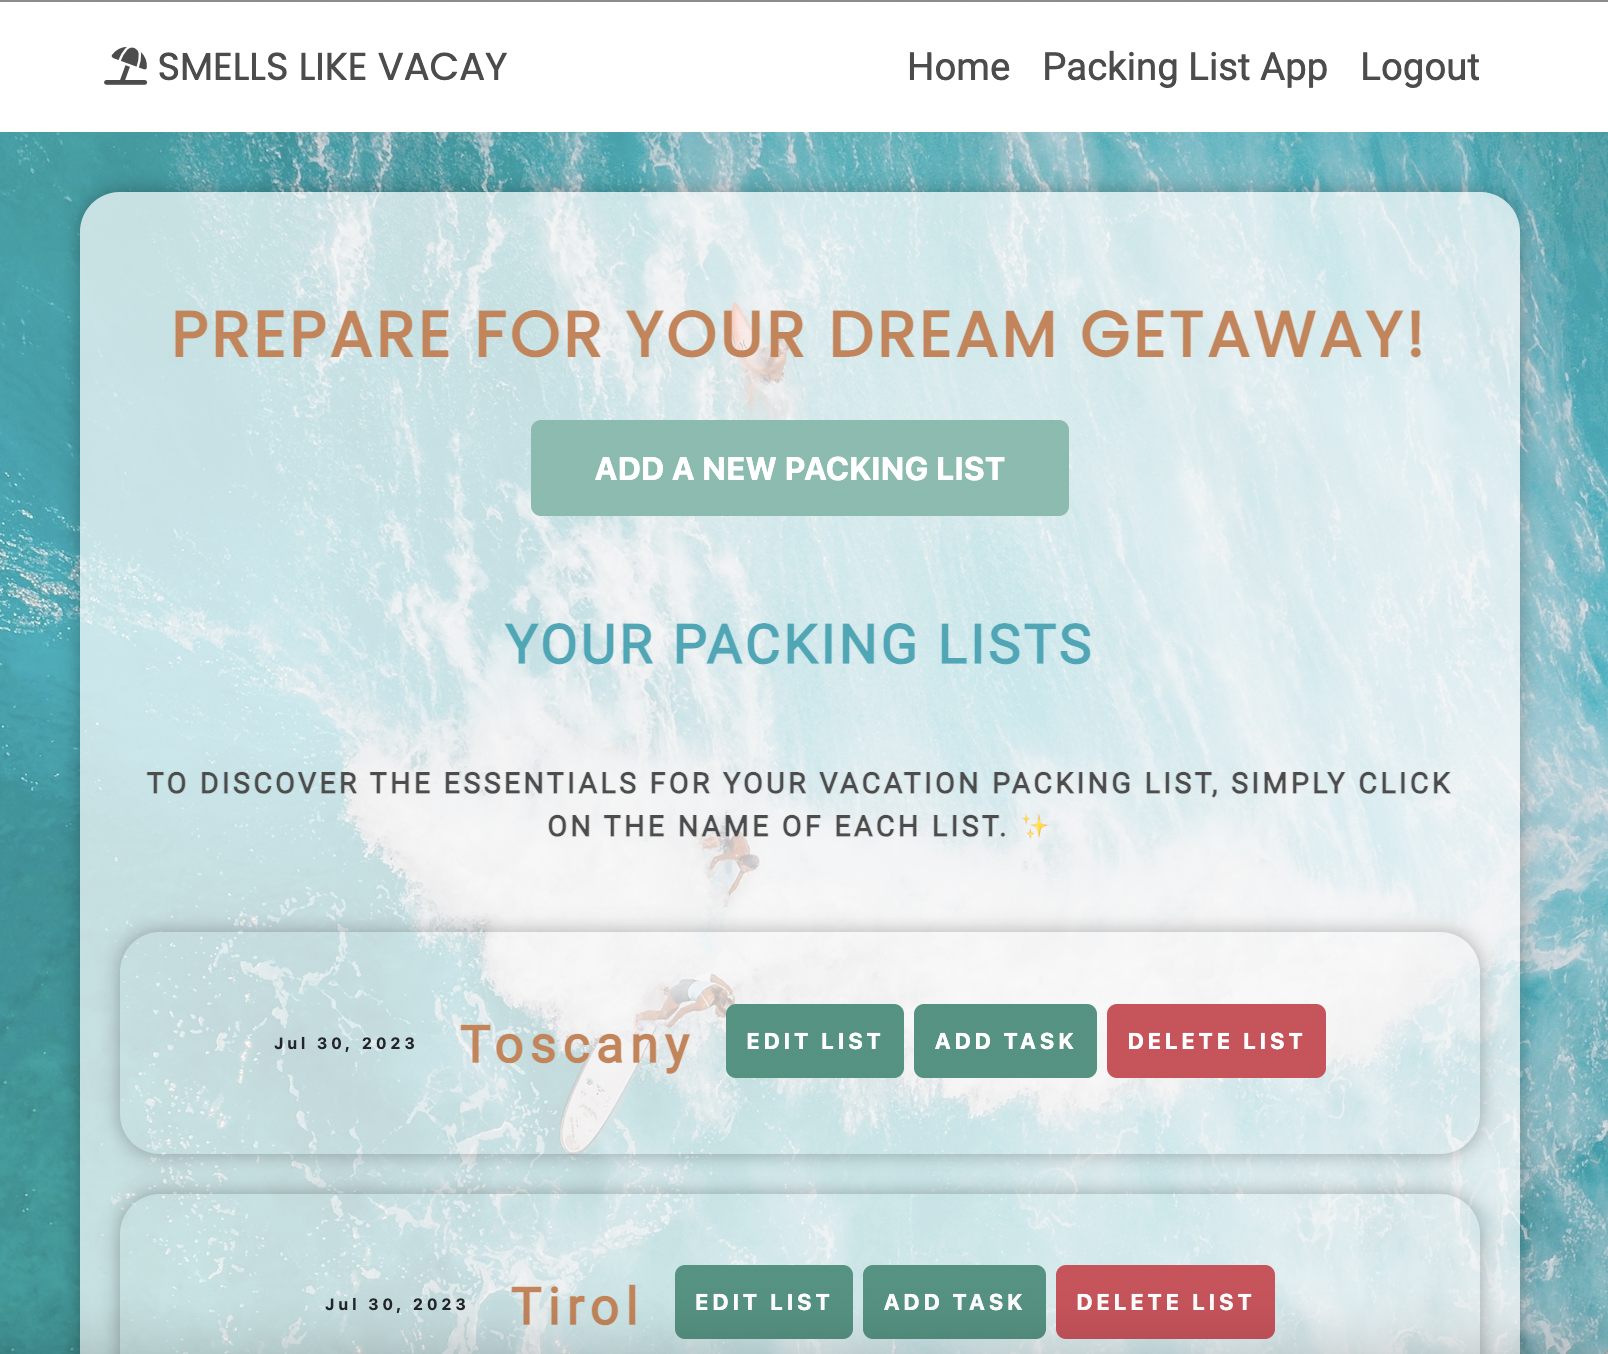 SMELLS LIKE VACAY
Home Packing List App Logout
PREPARE FOR YOUR DREAM GETAWAY!
ADD A NEW PACKING LIST
YOUR PACKING LISTS
TO DISCOVER THE ESSENTIALS FOR YOUR VACATION PACKING LIST, SIMPLY CLICK
ON THE NAME OF EACH LIST. ✨
Jul 30, 2023 Toscany EDIT LIST ADD TASK DELETE LIST
Jul 30, 2023 Tirol EDIT LIST ADD TASK DELETE LIST